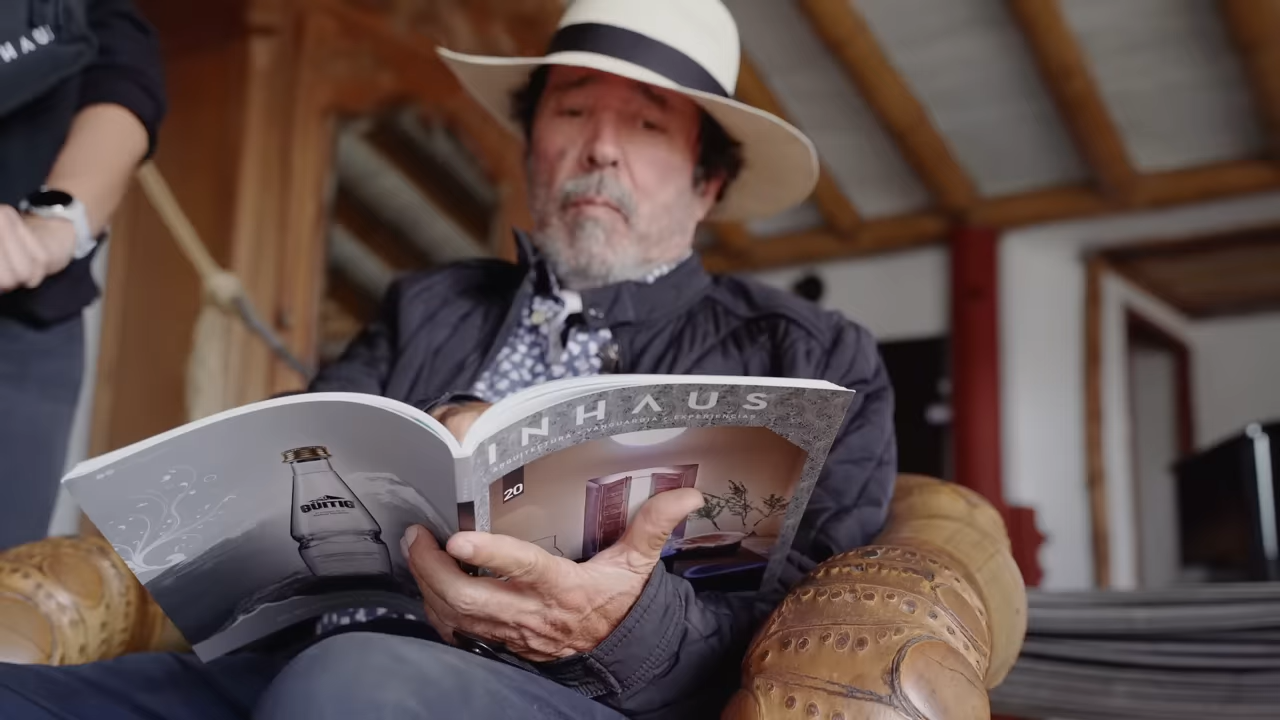 HAUS
INHAUS
ARQUITECTURA + VANGUARDIA + EXPERIENCIAS
20
GÜITIG